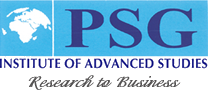 PSG
INSTITUTE OF ADVANCED STUDIES
Research to Business